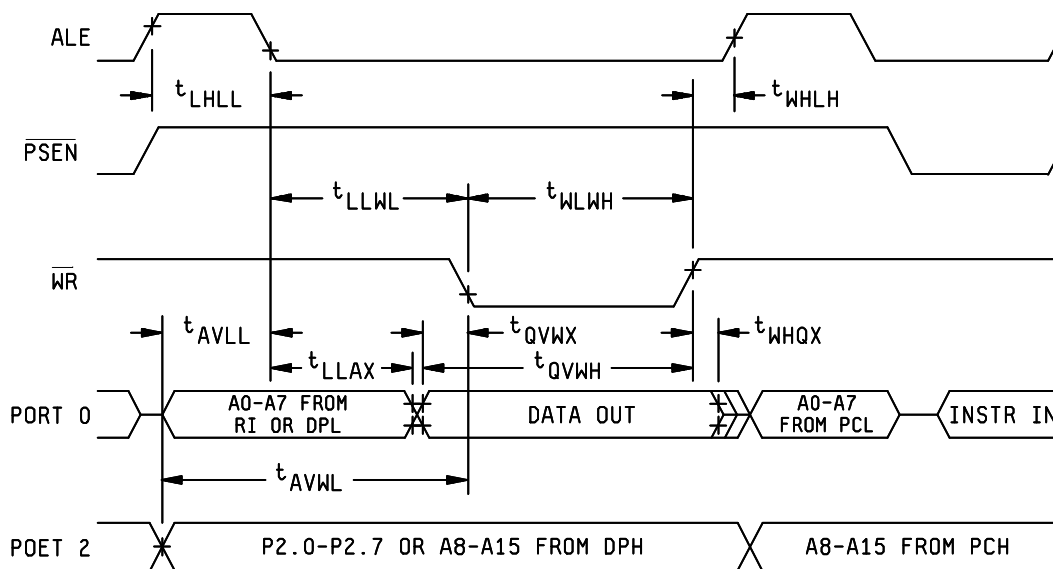 ALE
tLHLL
tWHLH
PSEN
tLLWL
tWLWH
WR
tAVLL
tQVWX
tWHQX
tLLAX
tQVWH
PORT 0
A0-A7 FROM
RI OR DPL
DATA OUT
A0-A7
FROM PCL
INSTR IN
tAVWL
POET 2
P2.0-P2.7 OR A8-A15 FROM DPH
A8-A15 FROM PCH